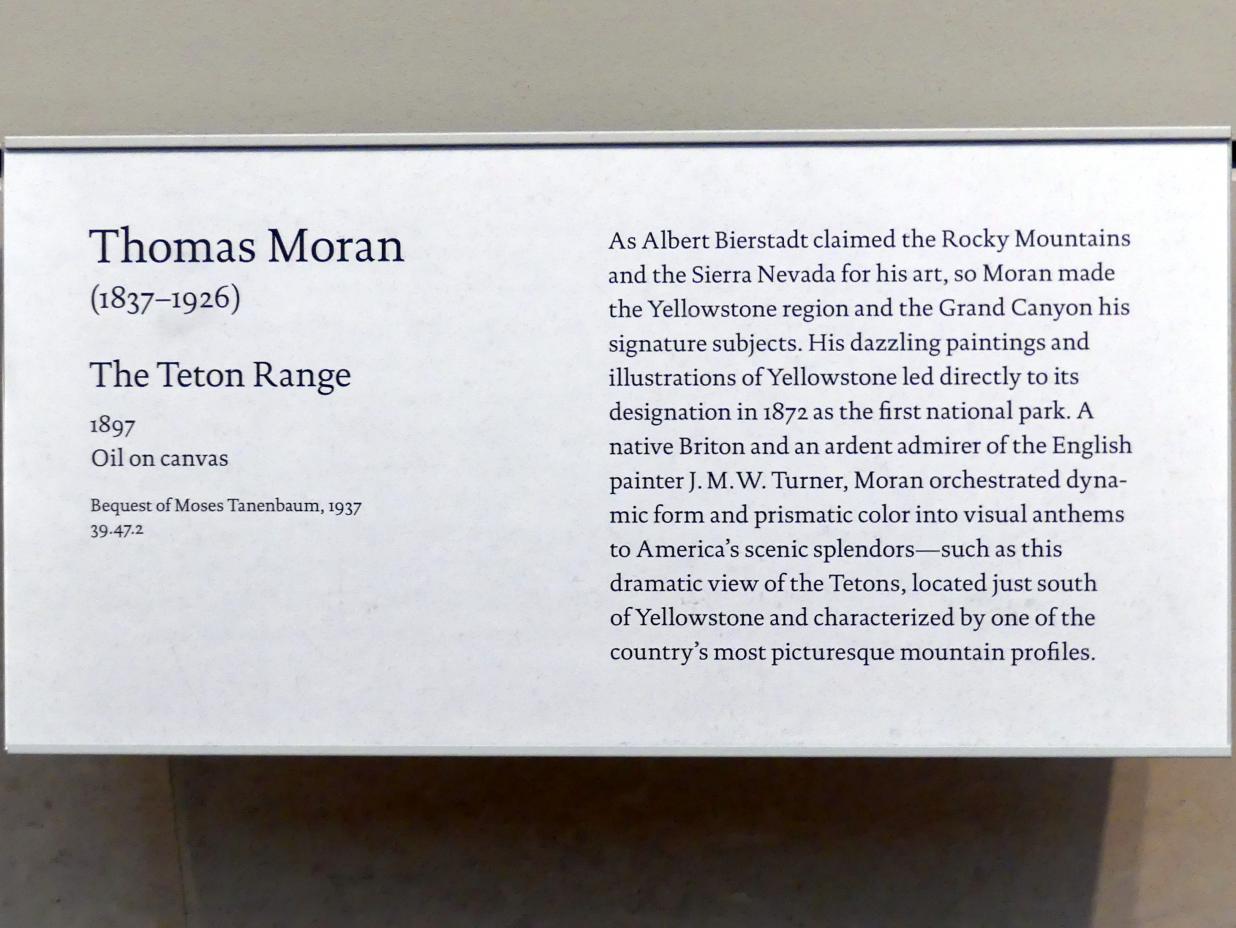 Thomas Moran
(1837–1926)
The Teton Range
1897
Oil on canvas
Bequest of Moses Tanenbaum, 1937
39.47.2
As Albert Bierstadt claimed the Rocky Mountains
and the Sierra Nevada for his art, so Moran made
the Yellowstone region and the Grand Canyon his
signature subjects. His dazzling paintings and
illustrations of Yellowstone led directly to its
designation in 1872 as the first national park. A
native Briton and an ardent admirer of the English
painter J. M. W. Turner, Moran orchestrated dyna-
mic form and prismatic color into visual anthems
to America’s scenic splendors—such as this
dramatic view of the Tetons, located just south
of Yellowstone and characterized by one of the
country’s most picturesque mountain profiles.